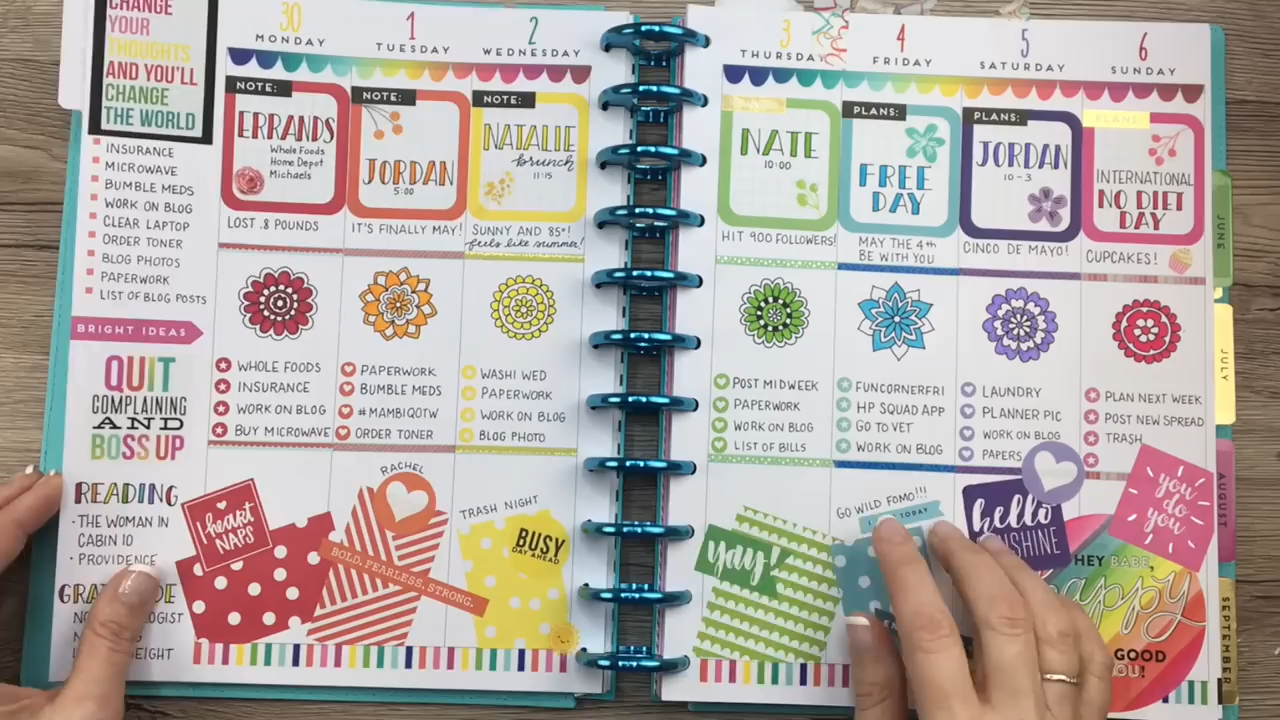 CHANGE
YOUR
THOUGHTS
AND YOU'LL
CHANGE
THE WORLD
INSURANCE
MICROWAVE
BUMBLE MEDS
WORK ON BLOG
CLEAR LAPTOP
ORDER TONER
BLOG PHOTOS
PAPERWORK
LIST OF BLOG POSTS
BRIGHT IDEAS
QUIT
COMPLAINING
AND
BOSS UP
READING
· THE WOMAN IN
CABIN 10
· PROVIDENCE
30
MONDAY
NOTE:
ERRANDS
Whole Foods
Home Depot
Michaels
LOST .8 POUNDS
WHOLE FOODS
INSURANCE
WORK ON BLOG
BUY MICROWAVE
i heart
NAPS
1
TUESDAY
NOTE:
JORDAN
5:00
IT'S FINALLY MAY!
PAPERWORK
BUMBLE MEDS
#MAMBIQOTW
ORDER TONER
RACHEL
BOLD, FEARLESS, STRONG.
2
WEDNESDAY
NOTE:
NATALIE
brunch
11:15
SUNNY AND 85°!
feels like summer!
WASHI WED
PAPERWORK
WORK ON BLOG
BLOG PHOTO
TRASH NIGHT
BUSY
DAY AHEAD
3
THURSDAY
NATE
10:00
HIT 900 FOLLOWERS!
POST MIDWEEK
PAPERWORK
WORK ON BLOG
LIST OF BILLS
yay!
4
FRIDAY
PLANS:
FREE
DAY
MAY THE 4th
BE WITH YOU
FUNCORNERFRI
HP SQUAD APP
GO TO VET
WORK ON BLOG
GO WILD FOMO!!!
TODAY
5
SATURDAY
PLANS:
JORDAN
10-3
CINCO DE MAYO!
LAUNDRY
PLANNER PIC
WORK ON BLOG
PAPERS
hello
SUNSHINE
6
SUNDAY
PLANS:
INTERNATIONAL
NO DIET
DAY
CUPCAKES!
PLAN NEXT WEEK
POST NEW SPREAD
TRASH
you
do
you
HEY BABE,
happy
GOOD
YOU!
JUNE
JULY
AUGUST
SEPTEMBER